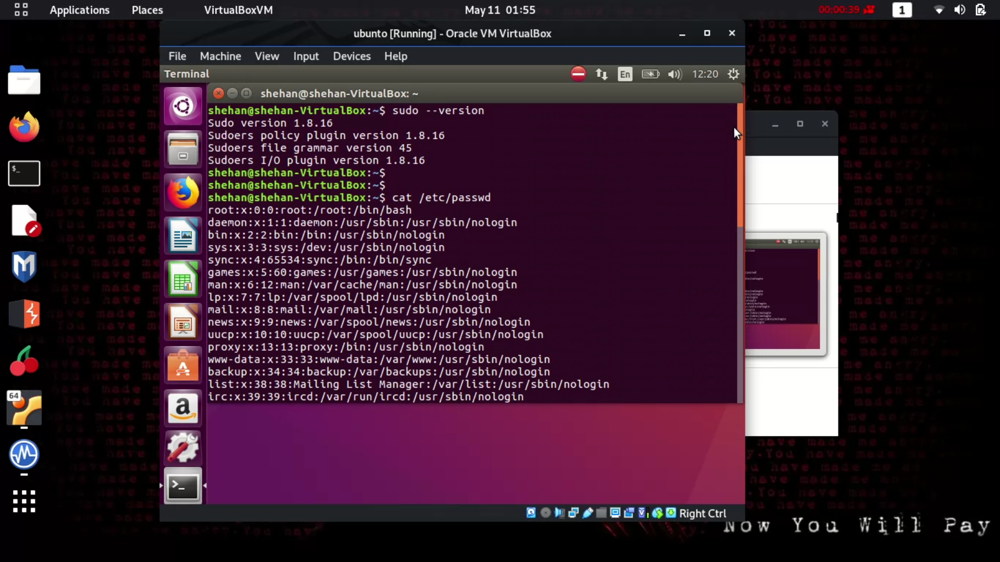 Applications Places VirtualBoxVM May 11 01:55 00:00:39 1
ubunto [Running] - Oracle VM VirtualBox
File Machine View Input Devices Help
Terminal En 12:20
shehan@shehan-VirtualBox: ~
shehan@shehan-VirtualBox:~$ sudo --version
Sudo version 1.8.16
Sudoers policy plugin version 1.8.16
Sudoers file grammar version 45
Sudoers I/O plugin version 1.8.16
shehan@shehan-VirtualBox:~$
shehan@shehan-VirtualBox:~$
shehan@shehan-VirtualBox:~$ cat /etc/passwd
root:x:0:0:root:/root:/bin/bash
daemon:x:1:1:daemon:/usr/sbin:/usr/sbin/nologin
bin:x:2:2:bin:/bin:/usr/sbin/nologin
sys:x:3:3:sys:/dev:/usr/sbin/nologin
sync:x:4:65534:sync:/bin:/bin/sync
games:x:5:60:games:/usr/games:/usr/sbin/nologin
man:x:6:12:man:/var/cache/man:/usr/sbin/nologin
lp:x:7:7:lp:/var/spool/lpd:/usr/sbin/nologin
mail:x:8:8:mail:/var/mail:/usr/sbin/nologin
news:x:9:9:news:/var/spool/news:/usr/sbin/nologin
uucp:x:10:10:uucp:/var/spool/uucp:/usr/sbin/nologin
proxy:x:13:13:proxy:/bin:/usr/sbin/nologin
www-data:x:33:33:www-data:/var/www:/usr/sbin/nologin
backup:x:34:34:backup:/var/backups:/usr/sbin/nologin
list:x:38:38:Mailing List Manager:/var/list:/usr/sbin/nologin
irc:x:39:39:ircd:/var/run/ircd:/usr/sbin/nologin
64
Right Ctrl
Now You Will Pay